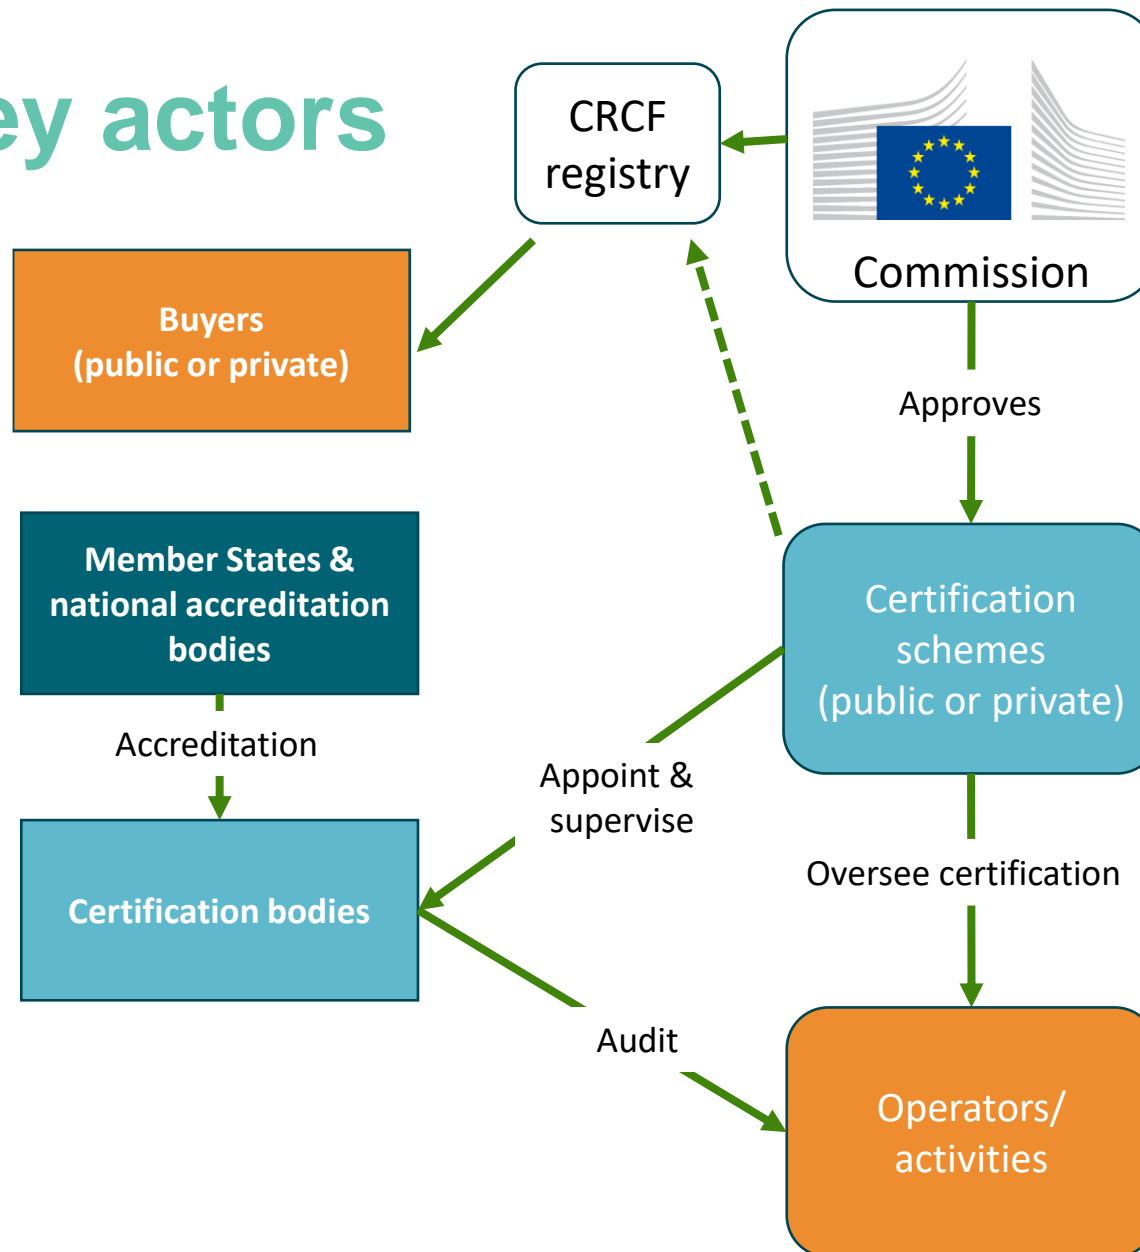 ey actors
CRCF
registry
Commission
Buyers
(public or private)
Approves
Member States &
national accreditation
bodies
Certification
schemes
(public or private)
Accreditation
Appoint &
supervise
Oversee certification
Certification bodies
Audit
Operators/
activities